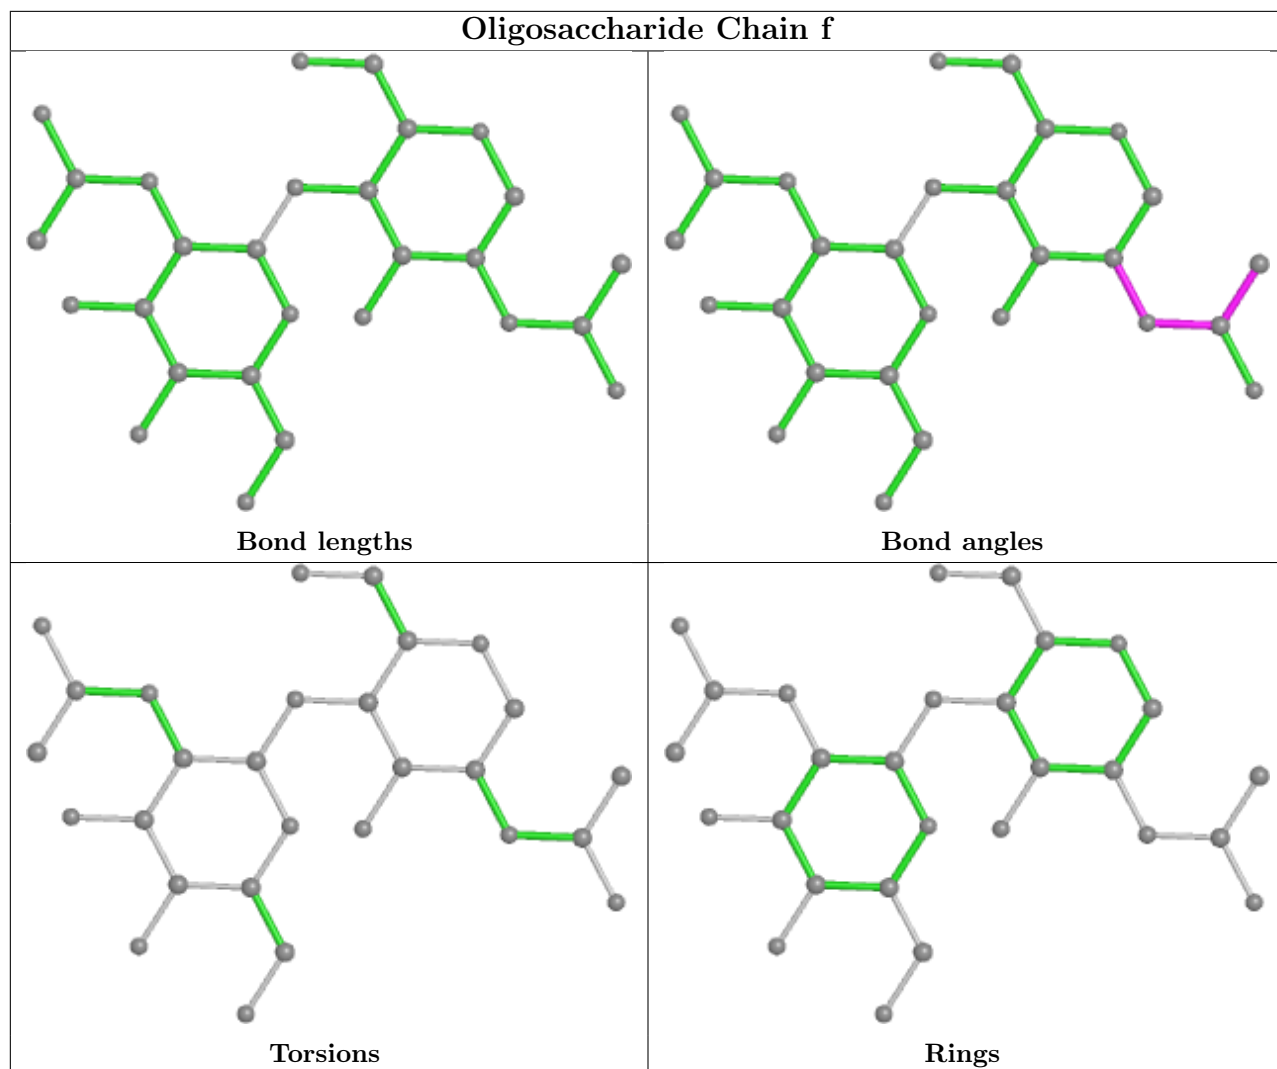 Oligosaccharide Chain f
Bond lengths
Bond angles
Torsions
Rings